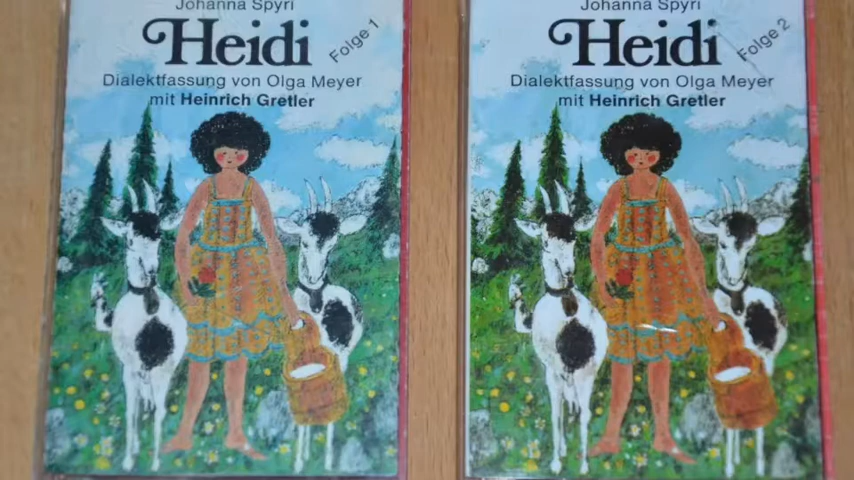 Johanna Spyri
Heidi
Folge 1
Dialektfassung von Olga Meyer
mit Heinrich Gretler
Johanna Spyri
Heidi
Folge 2
Dialektfassung von Olga Meyer
mit Heinrich Gretler